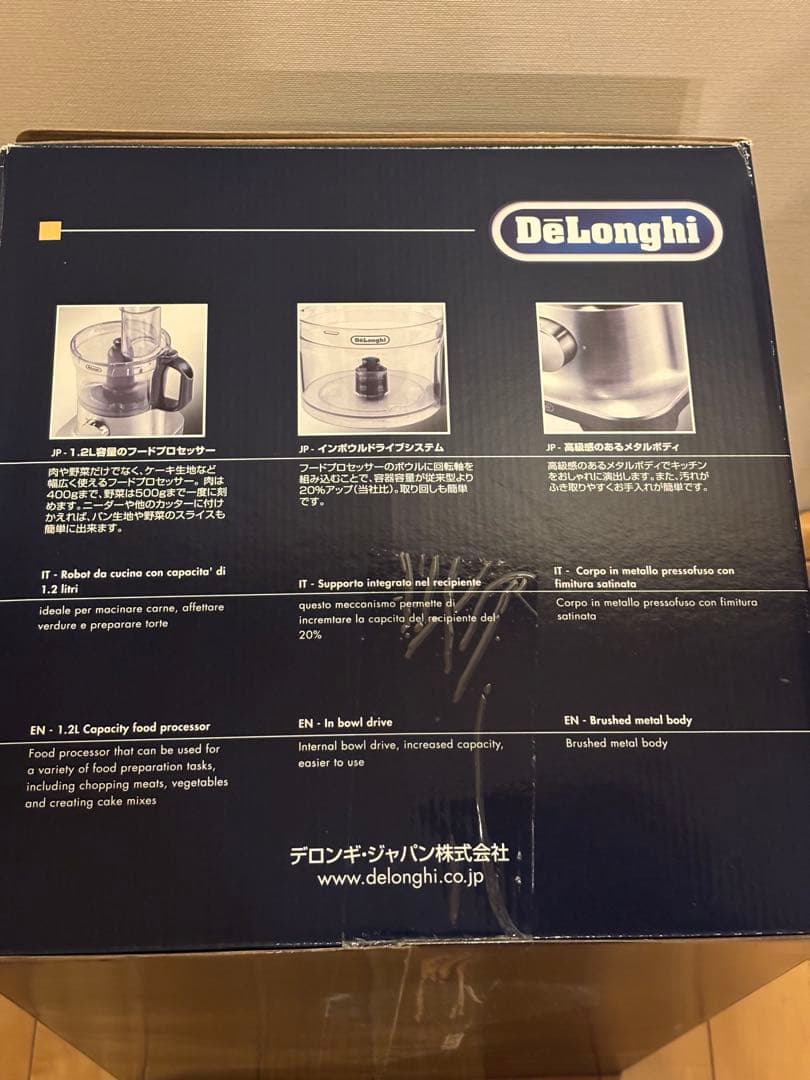 DēLonghi
DeLonghi
JP - 1.2L容量のフードプロセッサー
肉や野菜だけでなく、ケーキ生地など
幅広く使えるフードプロセッサー。肉は
400gまで、野菜は500gまで一度に刻
めます。ニーダーや他のカッターに付け
かえれば、パン生地や野菜のスライスも
簡単に出来ます。
JP - インボウルドライブシステム
フードプロセッサーのボウルに回転軸を
組み込むことで、容器容量が従来型より
20%アップ(当社比)。取り回しも簡単
です。
JP - 高級感のあるメタルボディ
高級感のあるメタルボディでキッチン
をおしゃれに演出します。また、汚れが
ふき取りやすくお手入れが簡単です。
IT - Robot da cucina con capacita' di
1.2 litri
ideale per macinare carne, affettare
verdure e preparare torte
IT - Supporto integrato nel recipiente
questo meccanismo permette di
incremtare la capcita del recipiente del
20%
IT - Corpo in metallo pressofuso con
fimitura satinata
Corpo in metallo pressofuso con fimitura
satinata
EN - 1.2L Capacity food processor
Food processor that can be used for
a variety of food preparation tasks,
including chopping meats, vegetables
and creating cake mixes
EN - In bowl drive
Internal bowl drive, increased capacity,
easier to use
EN - Brushed metal body
Brushed metal body
デロンギ・ジャパン株式会社
www.delonghi.co.jp